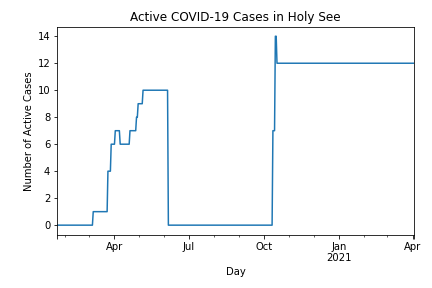 Active COVID-19 Cases in Holy See
Number of Active Cases
14
12
10
8
6
4
2
0
Apr
Jul
Oct
Jan
2021
Apr
Day